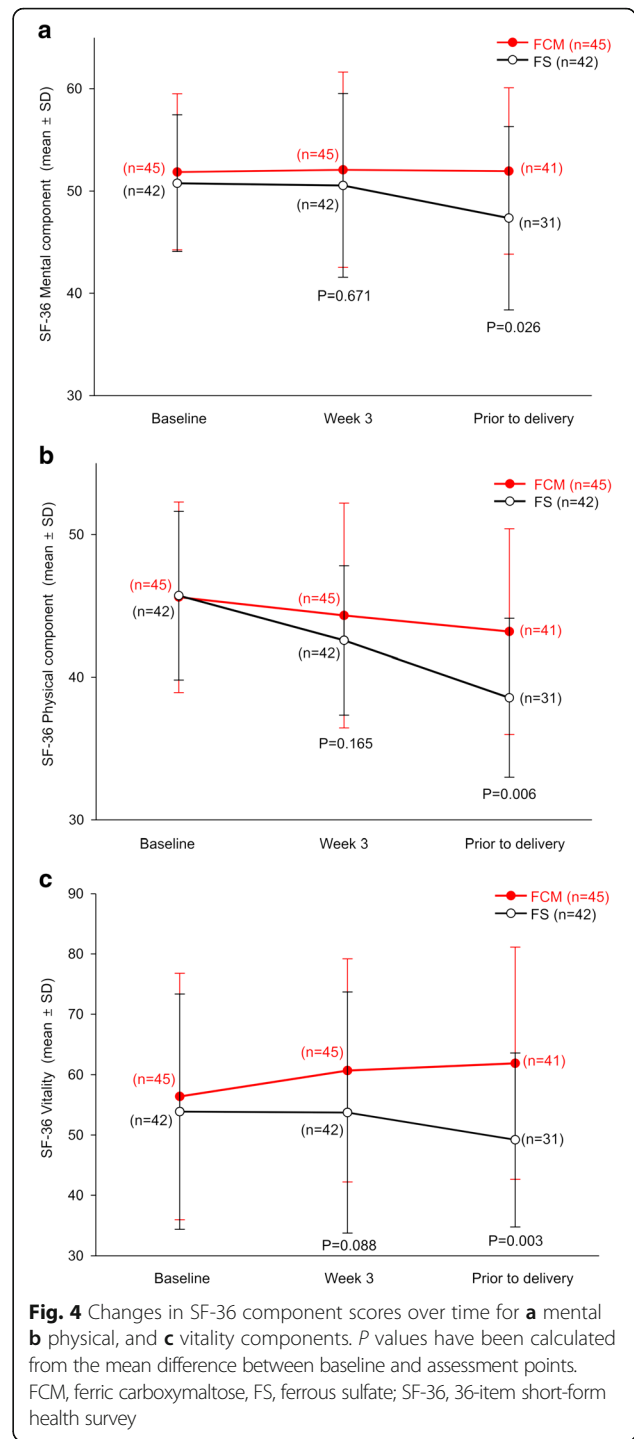 a
FCM (n=45)
FS (n=42)
SF-36 Mental component (mean ± SD)
60
50
40
30
(n=45)
(n=42)
(n=45)
(n=42)
P=0.671
(n=41)
(n=31)
P=0.026
Baseline
Week 3
Prior to delivery
b
FCM (n=45)
FS (n=42)
SF-36 Physical component (mean ± SD)
50
40
30
(n=45)
(n=42)
(n=45)
(n=42)
P=0.165
(n=41)
(n=31)
P=0.006
Baseline
Week 3
Prior to delivery
c
FCM (n=45)
FS (n=42)
SF-36 Vitality (mean ± SD)
90
80
70
60
50
40
30
(n=45)
(n=42)
(n=45)
(n=42)
P=0.088
(n=41)
(n=31)
P=0.003
Baseline
Week 3
Prior to delivery
Fig. 4 Changes in SF-36 component scores over time for a mental
b physical, and c vitality components. P values have been calculated
from the mean difference between baseline and assessment points.
FCM, ferric carboxymaltose, FS, ferrous sulfate; SF-36, 36-item short-form
health survey